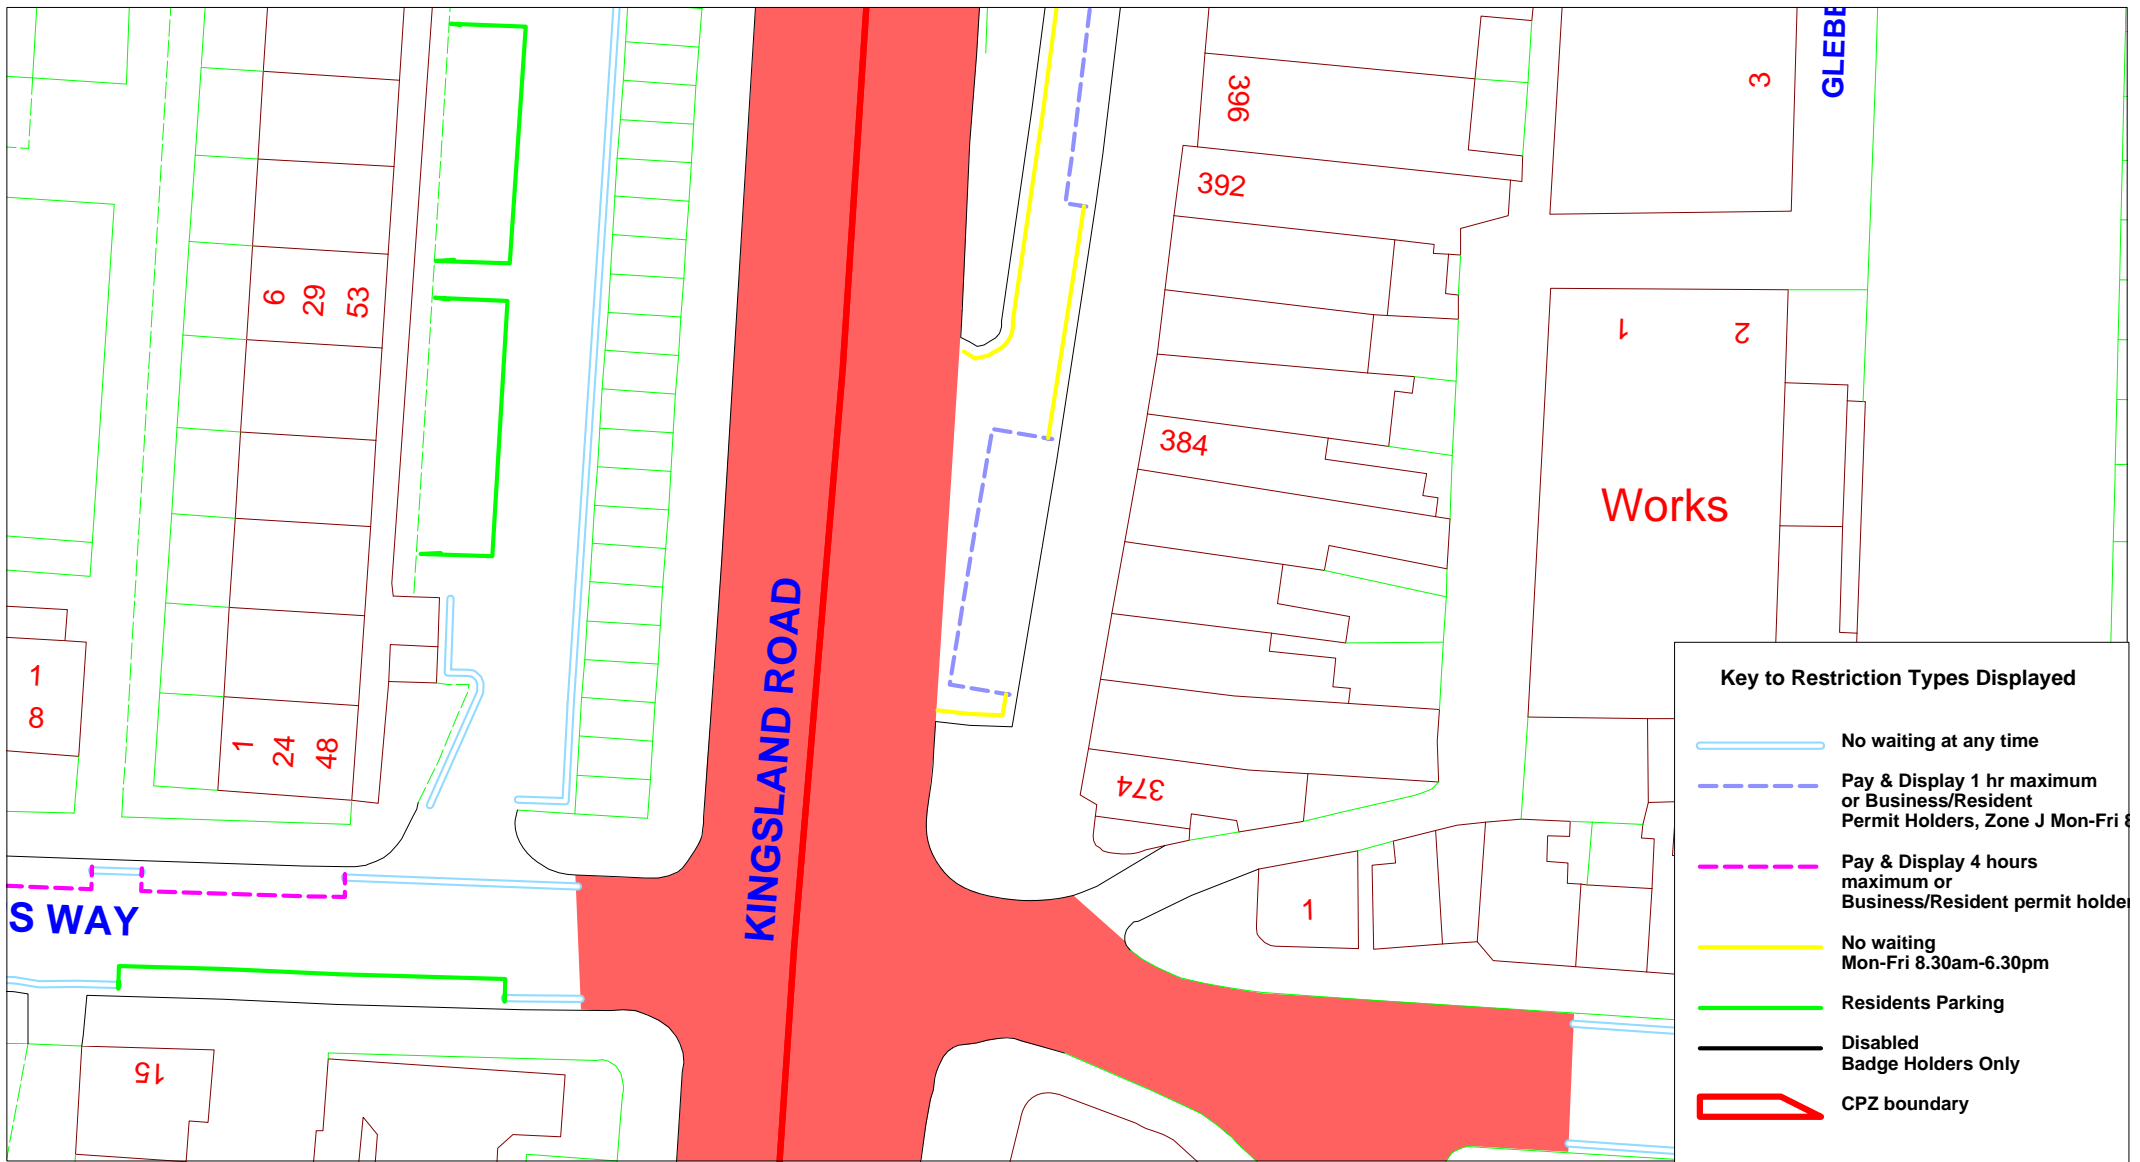 GLEBE
396
3
392
6
29
53
1
2
384
Works
KINGSLAND ROAD
1
8
1
24
48
374
S WAY
1
15
Key to Restriction Types Displayed
No waiting at any time
Pay & Display 1 hr maximum
or Business/Resident
Permit Holders, Zone J Mon-Fri
Pay & Display 4 hours
maximum or
Business/Resident permit holder
No waiting
Mon-Fri 8.30am-6.30pm
Residents Parking
Disabled
Badge Holders Only
CPZ boundary